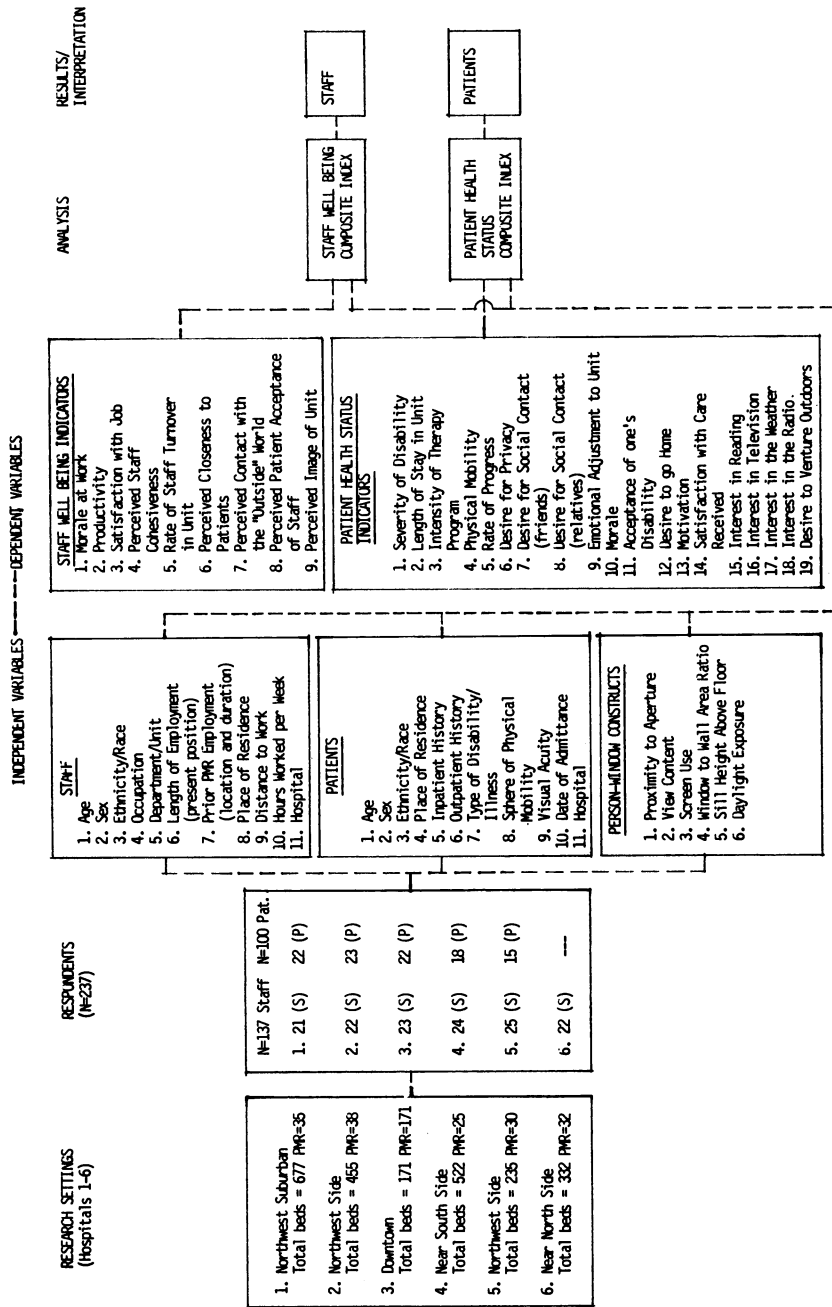 INDEPENDENT VARIABLES — — — — DEPENDENT VARIABLES
RESEARCH SETTINGS
(Hospitals 1-6)
1. Northwest Suburban
Total beds = 677 PMR=35
2. Northwest Side
Total beds = 455 PMR=38
3. Downtown
Total beds = 171 PMR=171
4. Near South Side
Total beds = 522 PMR=25
5. Northwest Side
Total beds = 235 PMR=30
6. Near North Side
Total beds = 332 PMR=32
RESPUNDENTS
(N=237)
N=137 Staff N=100 Pat.
1. 21 (S) 22 (P)
2. 22 (S) 23 (P)
3. 23 (S) 22 (P)
4. 24 (S) 18 (P)
5. 25 (S) 15 (P)
6. 22 (S) ---
STAFF
1. Age
2. Sex
3. Ethnicity/Race
4. Occupation
5. Department/Unit
6. Length of Employment
(present position)
7. Prior PMR Employment
(location and duration)
8. Place of Residence
9. Distance to Work
10. Hours Worked per Week
11. Hospital
PATIENTS
1. Age
2. Sex
3. Ethnicity/Race
4. Place of Residence
5. Inpatient History
6. Outpatient History
7. Type of Disability/
Illness
8. Sphere of Physical
Mobility
9. Visual Acuity
10. Date of Admittance
11. Hospital
PERSON-WINDOW CONSTRUCTS
1. Proximity to Aperture
2. View Content
3. Screen Use
4. Window to Wall Area Ratio
5. Sill Height Above Floor
6. Daylight Exposure
STAFF WELL BEING INDICATORS
1. Morale at Work
2. Productivity
3. Satisfaction with Job
4. Perceived Staff
Cohesiveness
5. Rate of Staff Turnover
in Unit
6. Perceived Closeness to
Patients
7. Perceived Contact with
the "Outside" World
8. Perceived Patient Acceptance
of Staff
9. Perceived Image of Unit
PATIENT HEALTH STATUS
INDICATORS
1. Severity of Disability
2. Length of Stay in Unit
3. Intensity of Therapy
Program
4. Physical Mobility
5. Rate of Progress
6. Desire for Privacy
7. Desire for Social Contact
(friends)
8. Desire for Social Contact
(relatives)
9. Emotional Adjustment to Unit
10. Morale
11. Acceptance of one's
Disability
12. Desire to go Home
13. Motivation
14. Satisfaction with Care
Received
15. Interest in Reading
16. Interest in Television
17. Interest in the Weather
18. Interest in the Radio.
19. Desire to Venture Outdoors
ANALYSIS
STAFF WELL BEING
COMPOSITE INDEX
PATIENT HEALTH
STATUS
COMPOSITE INDEX
RESULTS/
INTERPRETATION
STAFF
PATIENTS